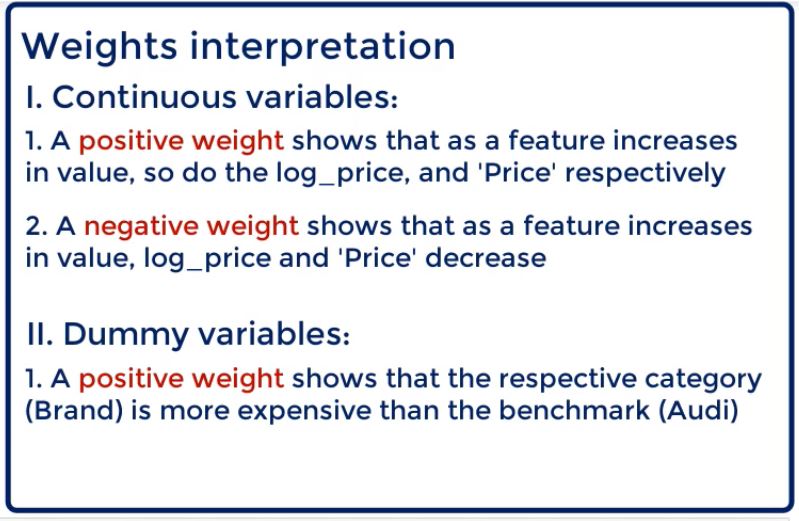 Weights interpretation
I. Continuous variables:
1. A positive weight shows that as a feature increases
in value, so do the log_price, and 'Price' respectively
2. A negative weight shows that as a feature increases
in value, log_price and 'Price' decrease
II. Dummy variables:
1. A positive weight shows that the respective category
(Brand) is more expensive than the benchmark (Audi)